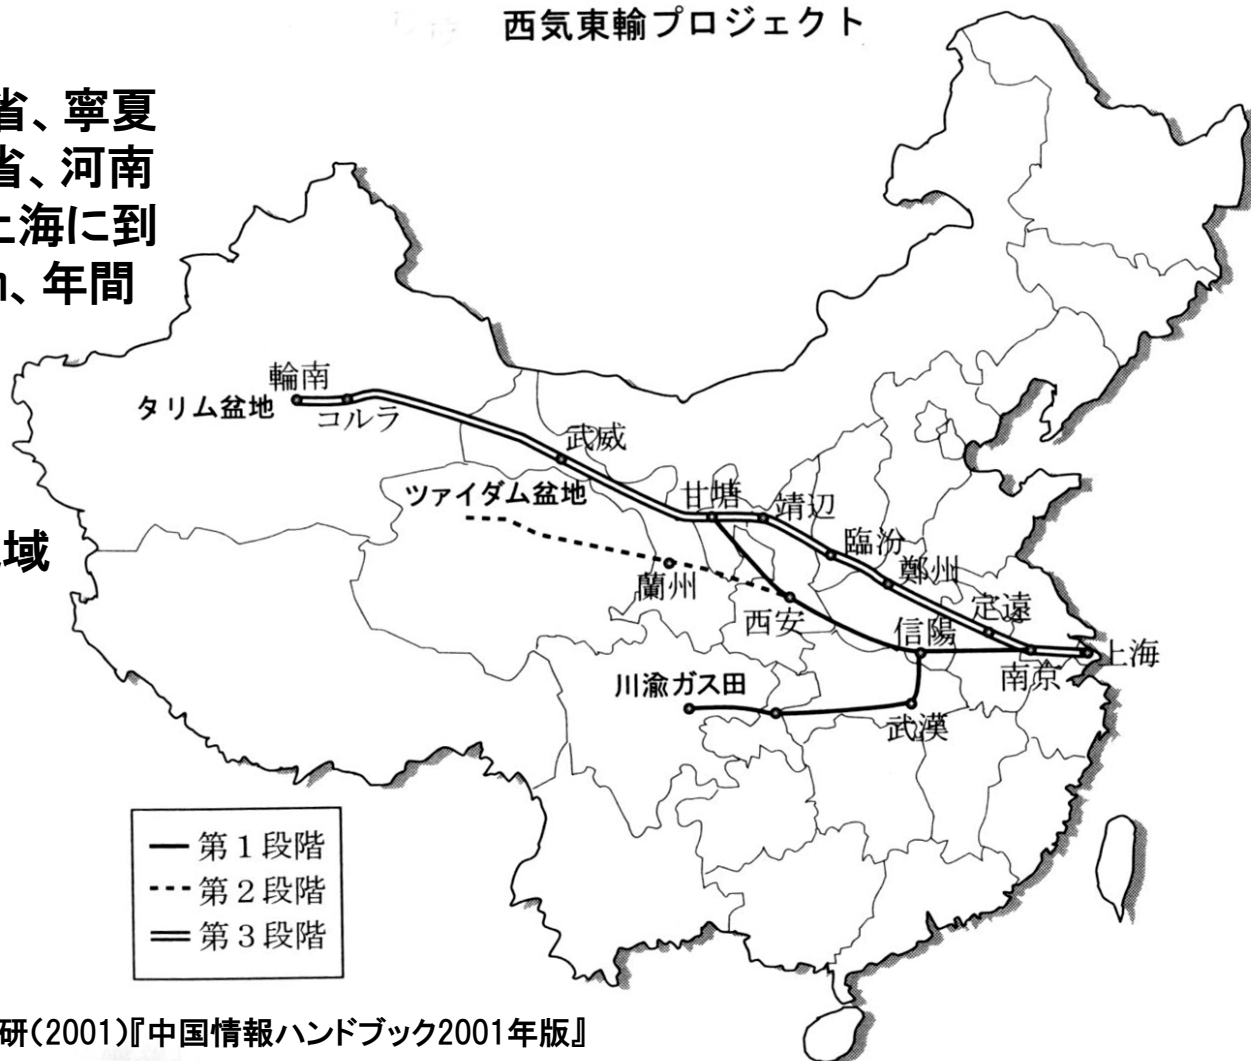 西気東輸プロジェクト
省、寧夏
省、河南
上海に到
、年間
域
輪南
タリム盆地
コルラ
武威
ツァイダム盆地
甘塘
靖辺
臨汾
蘭州
鄭州
西安
定遠
信陽
上海
南京
川渝ガス田
武漢
第1段階
第2段階
第3段階
研(2001)『中国情報ハンドブック2001年版』